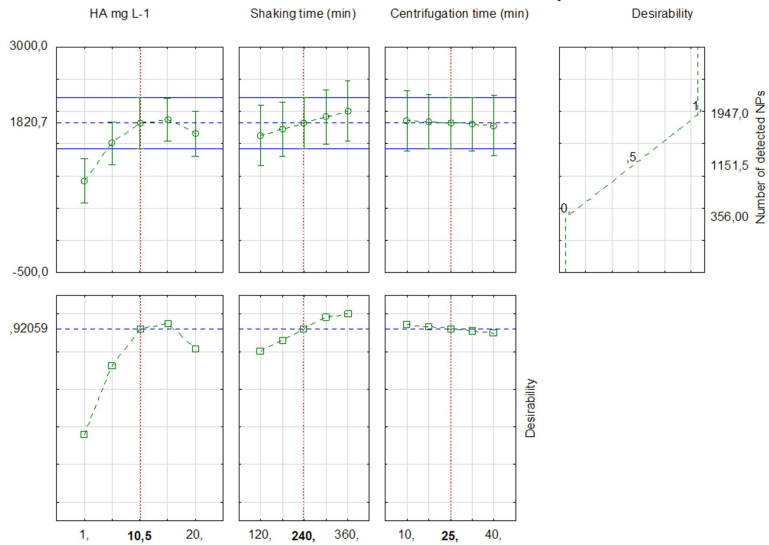 HA mg L-1
Shaking time (min)
Centrifugation time (min)
Desirability
3000,0
1820,7
-500,0
1,
,5
0,
1947,0
1151,5
356,00
Number of detected NPs
,92059
Desirability
1, 10,5 20,
120, 240, 360,
10, 25, 40,